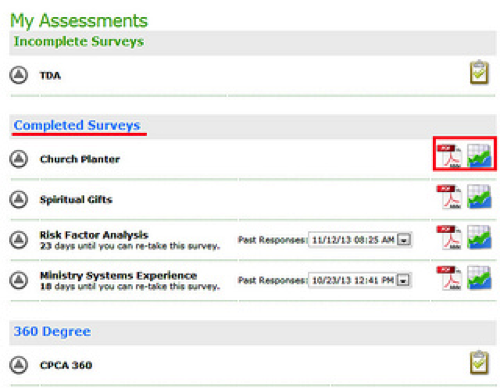 My Assessments
Incomplete Surveys
TDA
Completed Surveys
Church Planter
Spiritual Gifts
Risk Factor Analysis
23 days until you can re-take this survey.
Past Responses: 11/12/13 08:25 AM
Ministry Systems Experience
18 days until you can re-take this survey.
Past Responses: 10/23/13 12:41 PM
360 Degree
CPCA 360